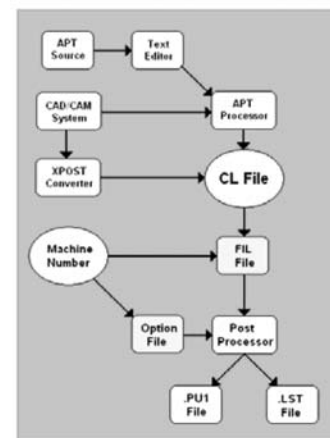 APT
Source
Text
Editor
CAD/CAM
System
APT
Processor
XPOST
Converter
CL File
Machine
Number
FIL
File
Option
File
Post
Processor
.PU1
File
.LST
File